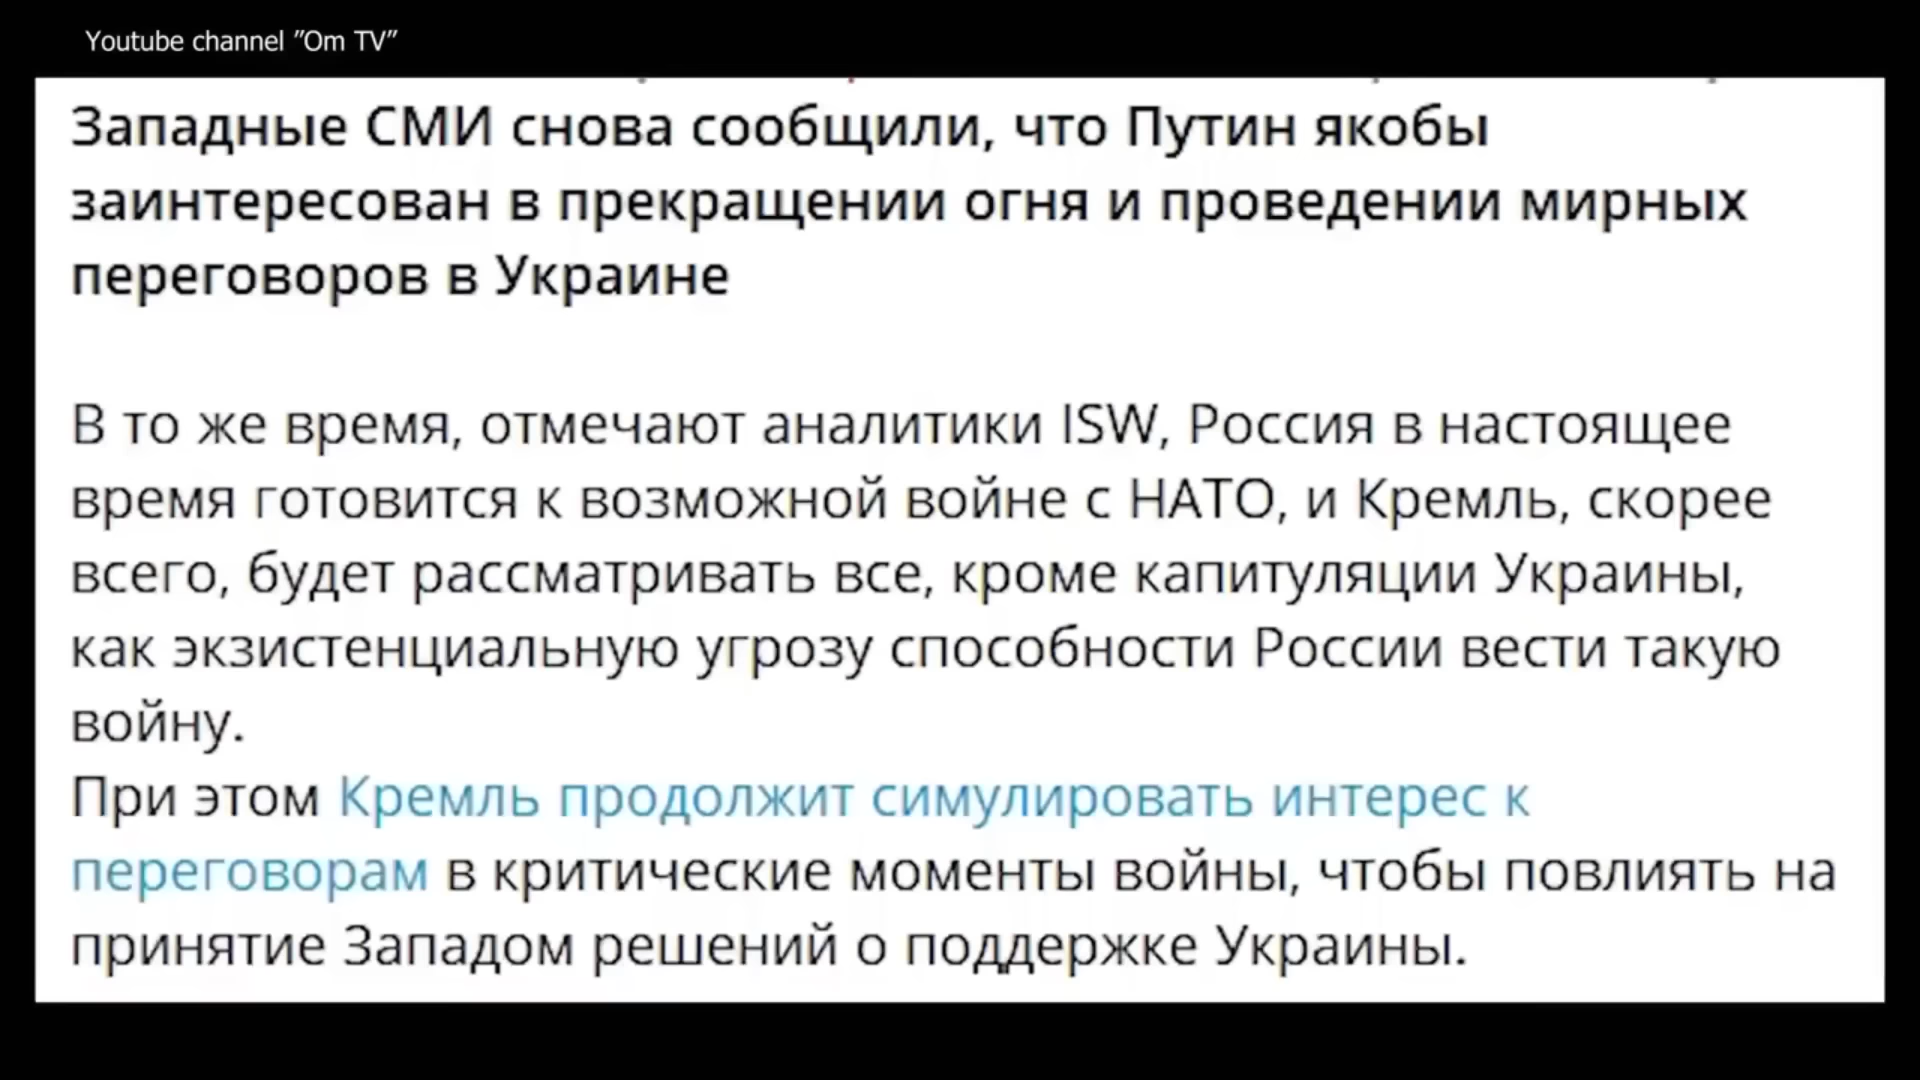 Youtube channel ”Om TV”
Западные СМИ снова сообщили, что Путин якобы
заинтересован в прекращении огня и проведении мирных
переговоров в Украине
В то же время, отмечают аналитики ISW, Россия в настоящее
время готовится к возможной войне с НАТО, и Кремль, скорее
всего, будет рассматривать все, кроме капитуляции Украины,
как экзистенциальную угрозу способности России вести такую
войну.
При этом Кремль продолжит симулировать интерес к
переговорам в критические моменты войны, чтобы повлиять на
принятие Западом решений о поддержке Украины.